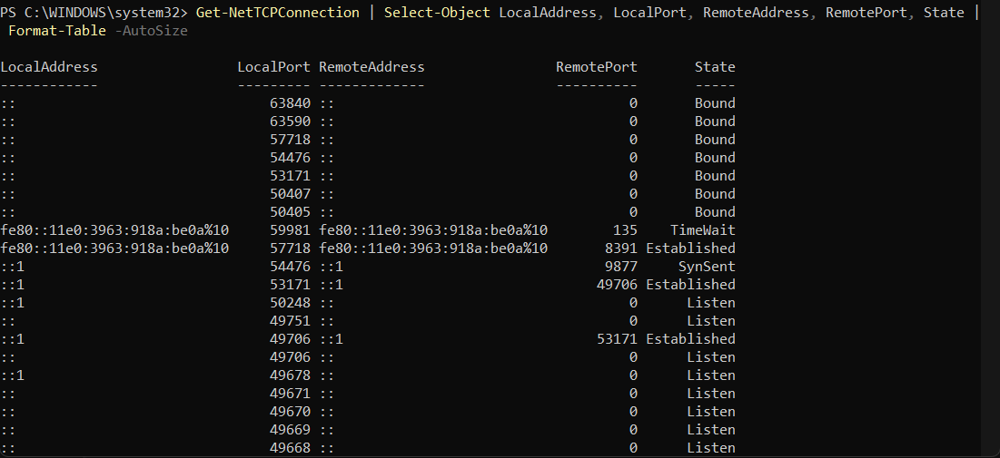 PS C:\WINDOWS\system32> Get-NetTCPConnection | Select-Object LocalAddress, LocalPort, RemoteAddress, RemotePort, State |
 Format-Table -AutoSize
LocalAddress                 LocalPort RemoteAddress                RemotePort       State
------------                 --------- -------------                ----------       -----
::                               63840 ::                                    0       Bound
::                               63590 ::                                    0       Bound
::                               57718 ::                                    0       Bound
::                               54476 ::                                    0       Bound
::                               53171 ::                                    0       Bound
::                               50407 ::                                    0       Bound
::                               50405 ::                                    0       Bound
fe80::11e0:3963:918a:be0a%10     59981 fe80::11e0:3963:918a:be0a%10        135    TimeWait
fe80::11e0:3963:918a:be0a%10     57718 fe80::11e0:3963:918a:be0a%10       8391 Established
::1                              54476 ::1                                9877     SynSent
::1                              53171 ::1                               49706 Established
::1                              50248 ::                                    0      Listen
::                               49751 ::                                    0      Listen
::1                              49706 ::1                               53171 Established
::                               49706 ::                                    0      Listen
::1                              49678 ::                                    0      Listen
::                               49671 ::                                    0      Listen
::                               49670 ::                                    0      Listen
::                               49669 ::                                    0      Listen
::                               49668 ::                                    0      Listen